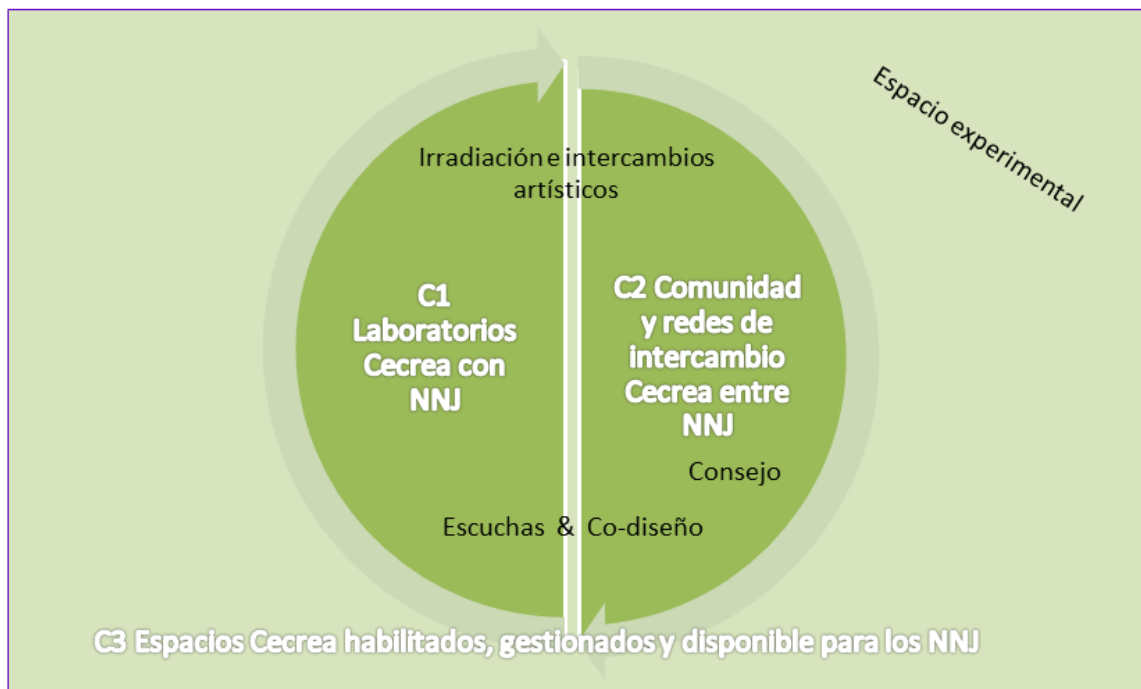 Espacio experimental
Irradiación e intercambios
artísticos
C1
Laboratorios
Cecrea con
NNJ
C2 Comunidad
y redes de
intercambio
Cecrea entre
NNJ
Consejo
Escuchas & Co-diseño
C3 Espacios Cecrea habilitados, gestionados y disponible para los NNJ